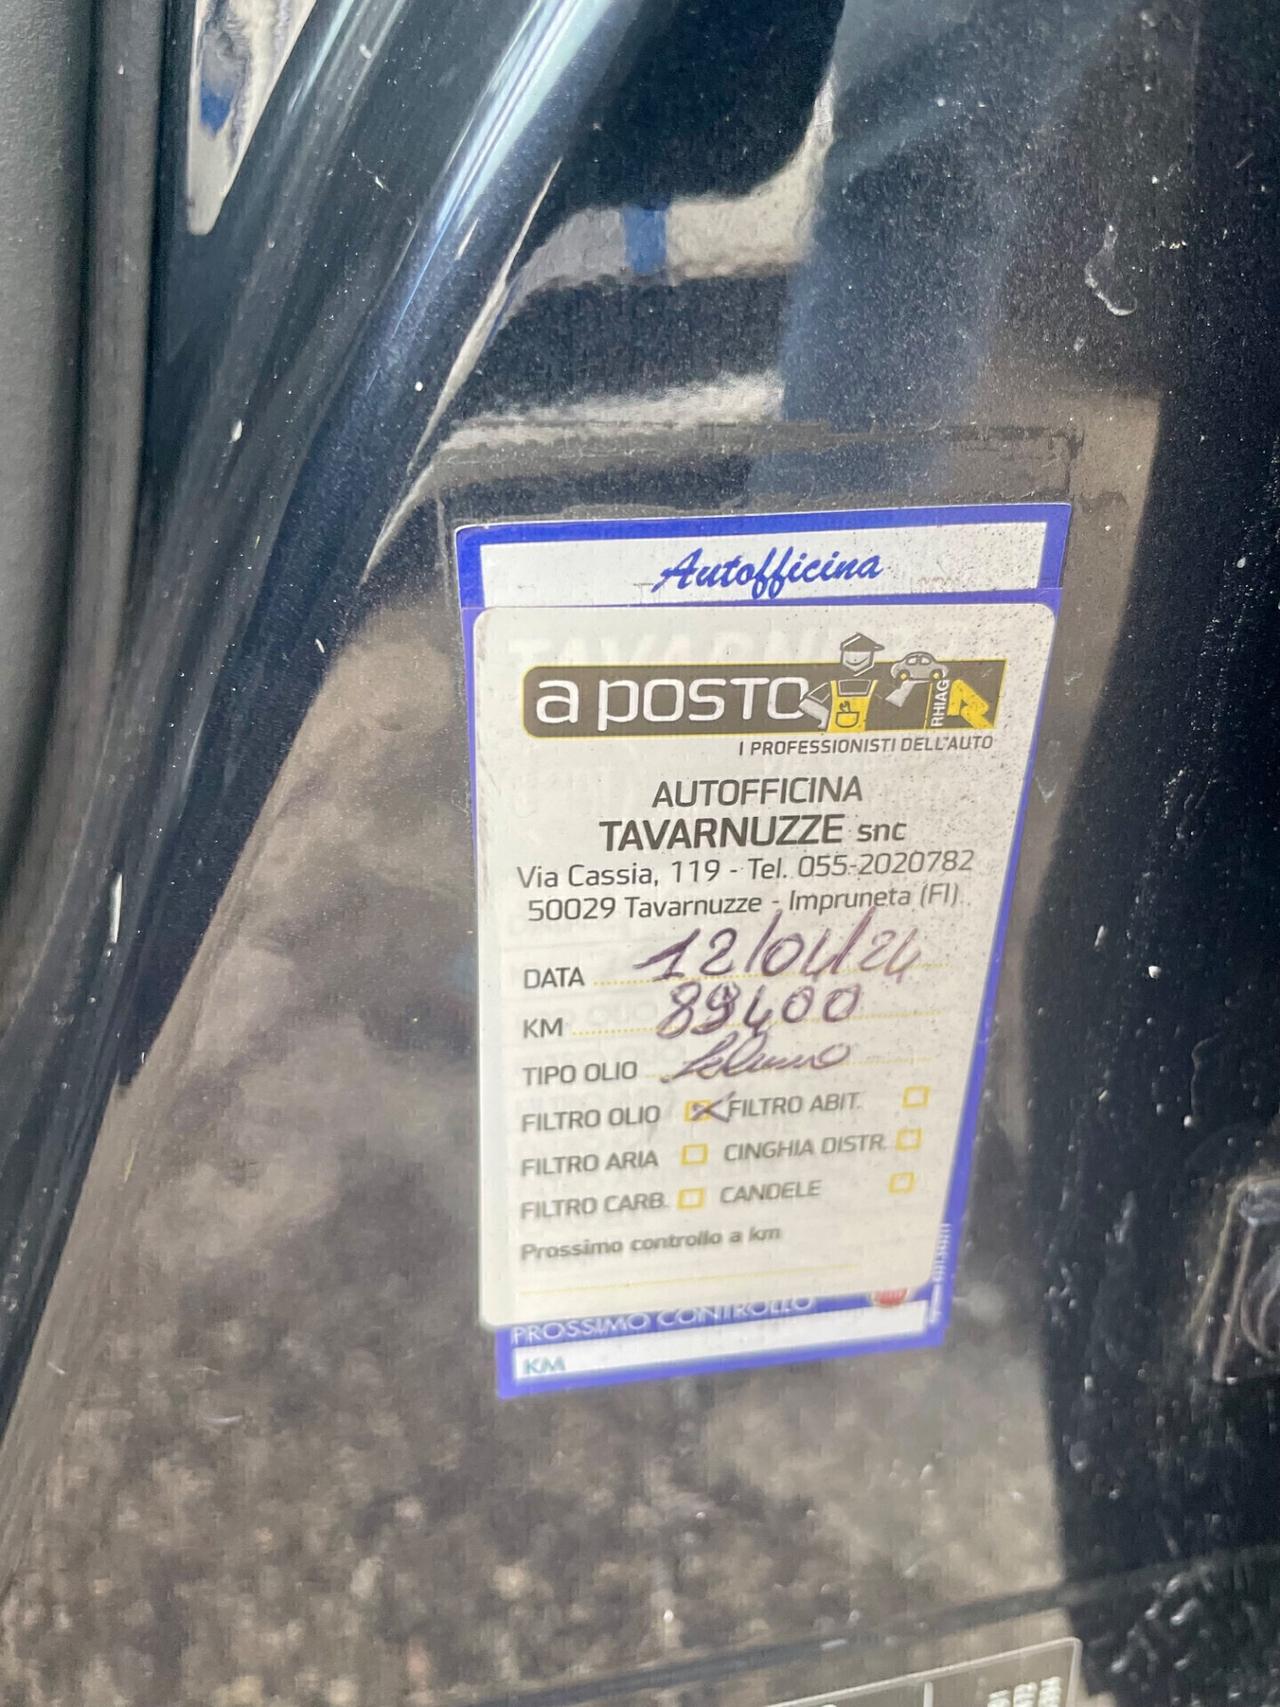 Autofficina
a posto
RHIAG
I PROFESSIONISTI DELL'AUTO
AUTOFFICINA
TAVARNUZZE snc
Via Cassia, 119 - Tel. 055-2020782
50029 Tavarnuzze - Impruneta (FI)
DATA 12/04/24
KM 89400
TIPO OLIO Selenia
FILTRO OLIO FILTRO ABIT.
FILTRO ARIA CINGHIA DISTR.
FILTRO CARB. CANDELE
Prossimo controllo a km
PROSSIMO CONTROLLO
KM